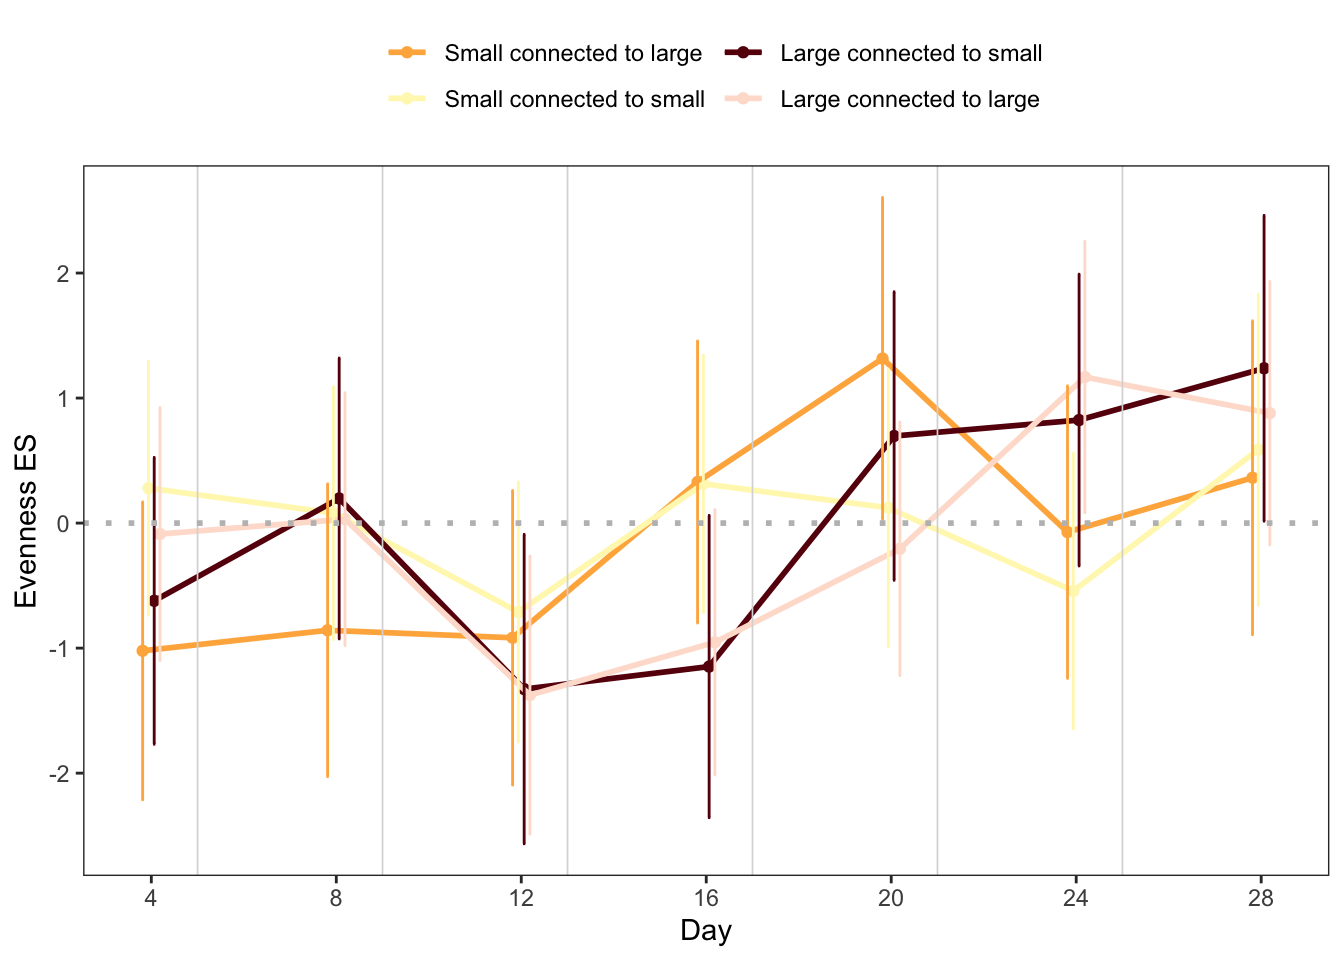 Small connected to large
Large connected to small
Small connected to small
Large connected to large
Evenness ES
2
1
0
-1
-2
4 8 12 16 20 24 28
Day